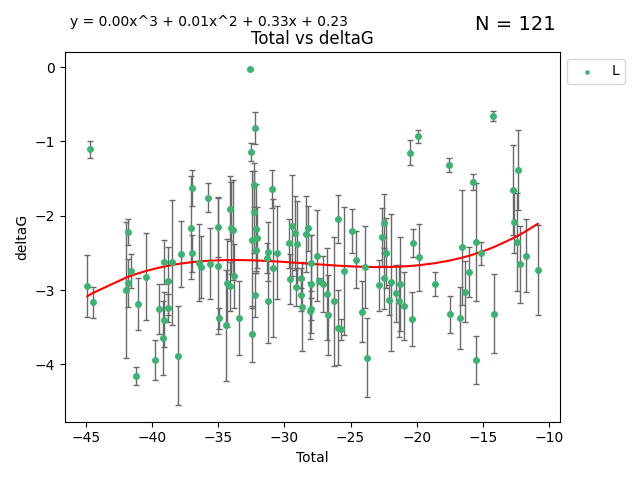 y = 0.00x^3 + 0.01x^2 + 0.33x + 0.23
N = 121
Total vs deltaG
L
0
−1
−2
−3
−4
deltaG
−45 −40 −35 −30 −25 −20 −15 −10
Total